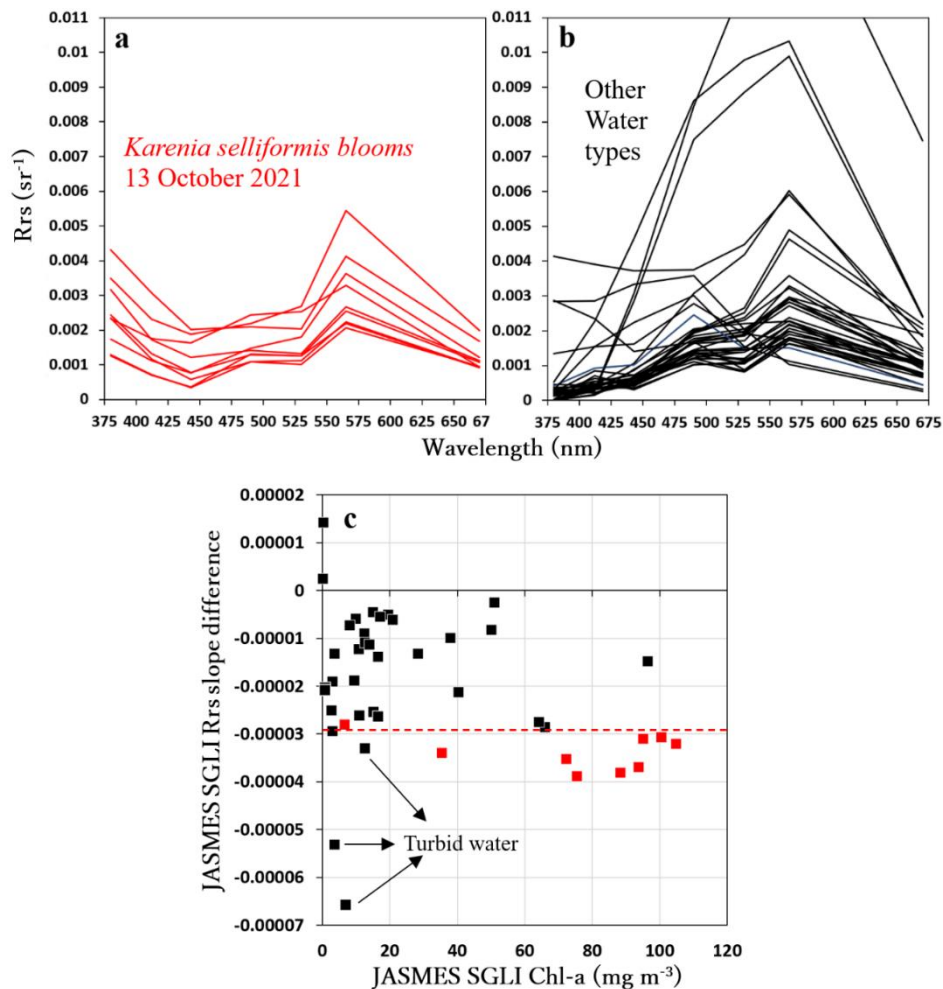 0.011
0.01
0.009
0.008
0.007
0.006
0.005
0.004
0.003
0.002
0.001
0
Rrs (sr⁻¹)
a
Karenia selliformis blooms
13 October 2021
375 400 425 450 475 500 525 550 575 600 625 650 67
0.011
0.01
0.009
0.008
0.007
0.006
0.005
0.004
0.003
0.002
0.001
0
b
Other
Water
types
375 400 425 450 475 500 525 550 575 600 625 650 675
Wavelength (nm)
0.00002
0.00001
0
-0.00001
-0.00002
-0.00003
-0.00004
-0.00005
-0.00006
-0.00007
JASMES SGLI Rrs slope difference
c
Turbid water
0 20 40 60 80 100 120
JASMES SGLI Chl-a (mg m⁻³)